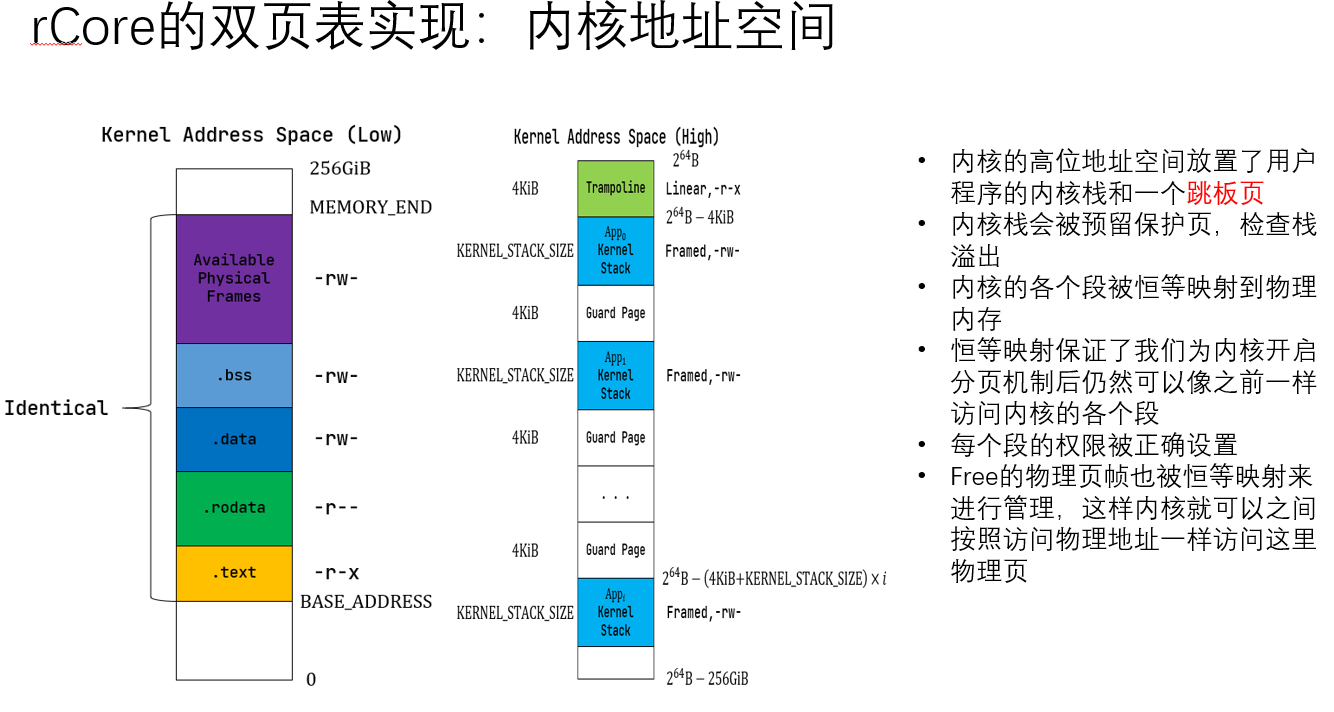 rCore的双页表实现：内核地址空间
Kernel Address Space (Low)
256GiB
MEMORY_END
Available
Physical
Frames
-rw-
.bss
-rw-
Identical
.data
-rw-
.rodata
-r--
.text
-r-x
BASE_ADDRESS
0
Kernel Address Space (High)
2⁶⁴B
4KiB
Trampoline
Linear,-r-x
2⁶⁴B − 4KiB
KERNEL_STACK_SIZE
App₀
Kernel
Stack
Framed,-rw-
4KiB
Guard Page
KERNEL_STACK_SIZE
App₁
Kernel
Stack
Framed,-rw-
4KiB
Guard Page
...
4KiB
Guard Page
2⁶⁴B − (4KiB+KERNEL_STACK_SIZE) × i
KERNEL_STACK_SIZE
Appᵢ
Kernel
Stack
Framed,-rw-
2⁶⁴B − 256GiB
• 内核的高位地址空间放置了用户
程序的内核栈和一个跳板页
• 内核栈会被预留保护页，检查栈
溢出
• 内核的各个段被恒等映射到物理
内存
• 恒等映射保证了我们为内核开启
分页机制后仍然可以像之前一样
访问内核的各个段
• 每个段的权限被正确设置
• Free的物理页帧也被恒等映射来
进行管理，这样内核就可以之间
按照访问物理地址一样访问这里
物理页